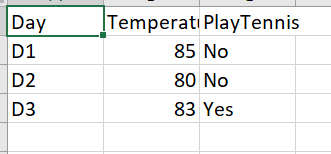 Day Temperatu PlayTennis
D1 85 No
D2 80 No
D3 83 Yes